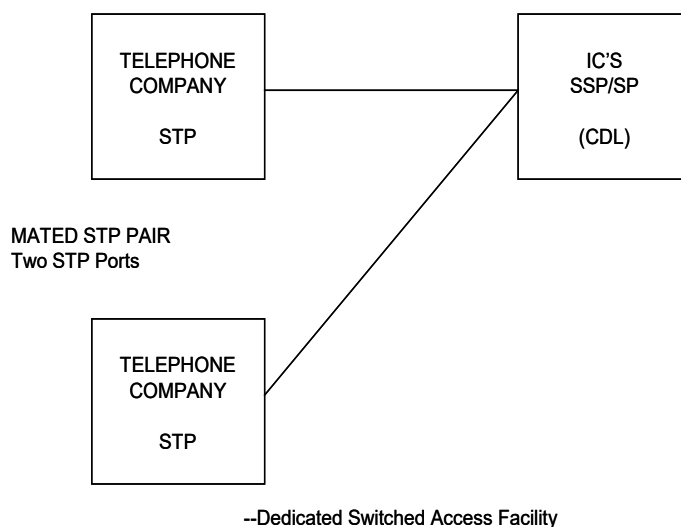 TELEPHONE
COMPANY
STP
IC'S
SSP/SP
(CDL)
MATED STP PAIR
Two STP Ports
TELEPHONE
COMPANY
STP
--Dedicated Switched Access Facility